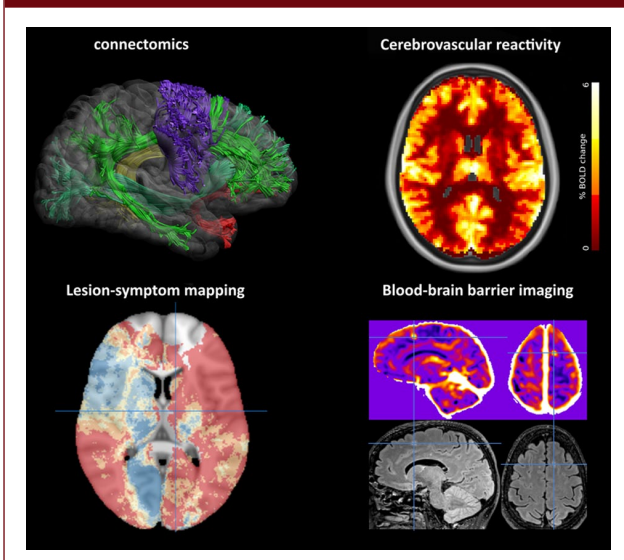 connectomics
Cerebrovascular reactivity
6
% BOLD change
0
Lesion-symptom mapping
Blood-brain barrier imaging